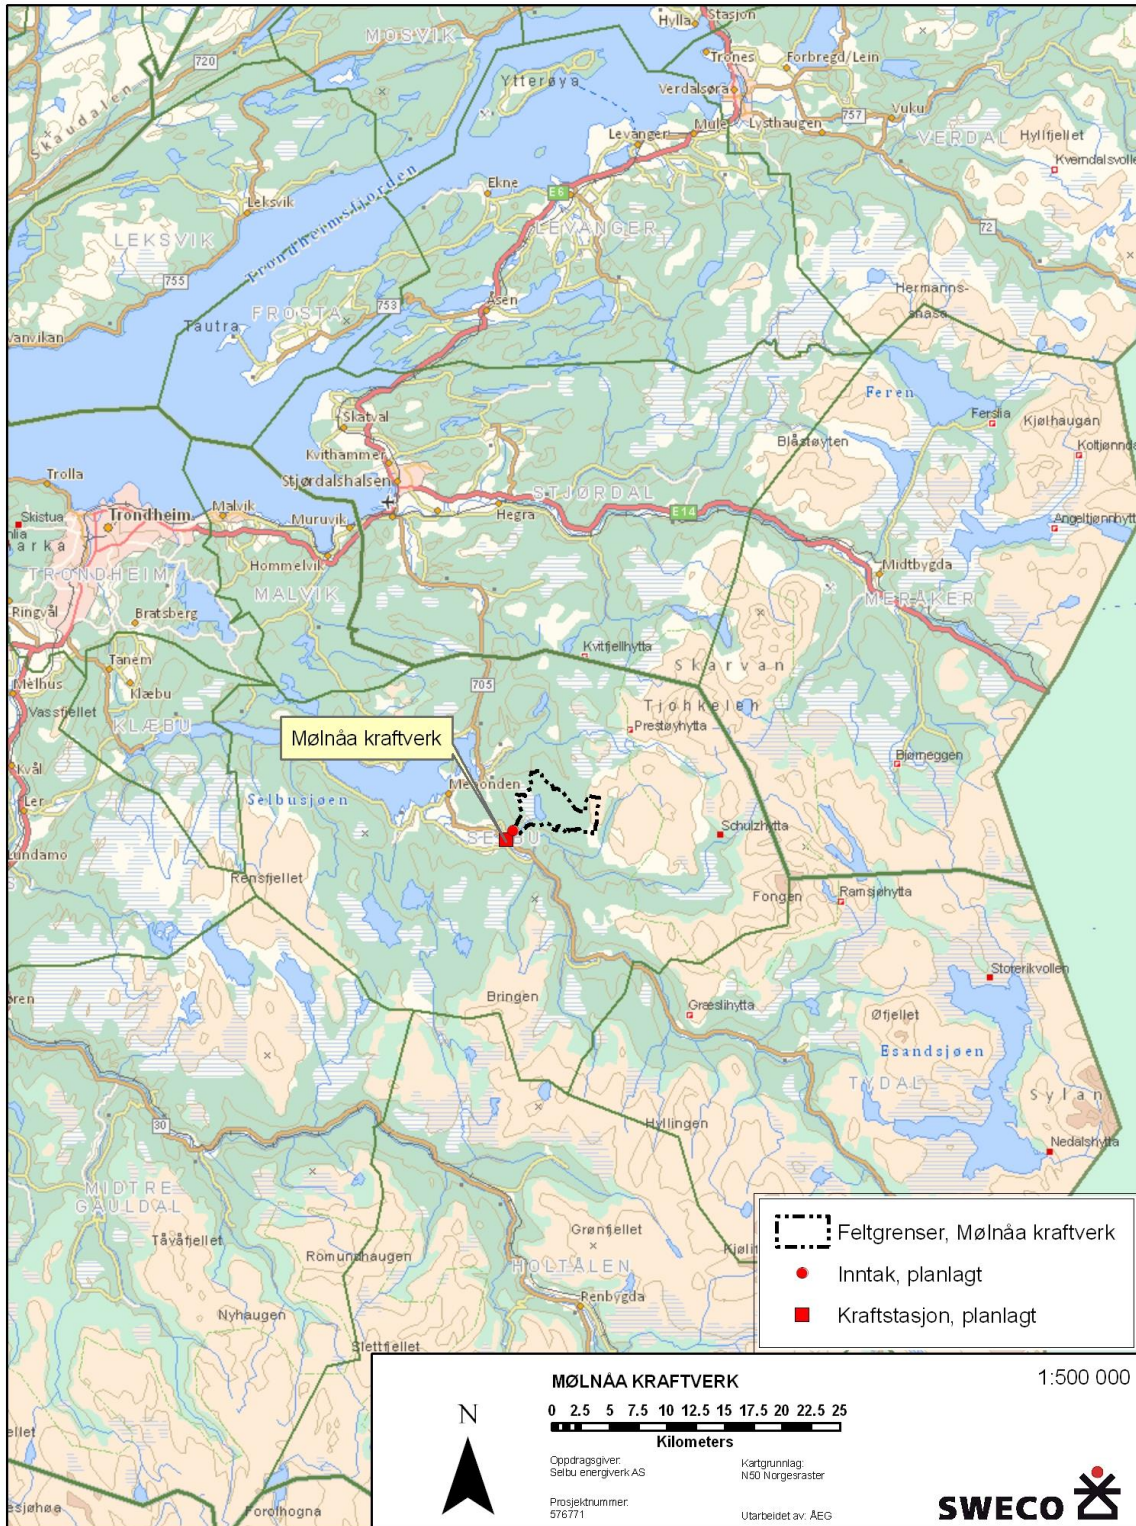 Hylla
Stasjon
MOSVIK
Trones
Forbregd/Lein
720
Ytterøya
Verdalsøra
Skaudalen
Vuku
Levanger
Mule
Lysthaugen
757
VERDAL
Hyllfjellet
Kverndalsvolle
Ekne
E6
Leksvik
Trondheimsfjorden
LEVANGER
LEKSVIK
72
755
Hermanns-
snasa
Åsen
753
FROSTA
Tautra
vanvikan
Feren
Ferslia
Kjølhaugan
Skatval
Blåstøyten
Koltjønnda
Kvithammer
Trolla
Stjørdalshalsen
STJØRDAL
Malvik
Hegra
E14
Skistua
Trondheim
Muruvik
Angeltjønnhytt
arka
Hommelvik
Midtbygda
TRONDHEIM
MALVIK
MERÅKER
Ringvål
Bratsberg
Kvitfjellhytta
Tanem
Skarvan
Melhus
Klæbu
705
Tjohkeleh
Vassfjellet
KLÆBU
Prestøyhytta
Mølnåa kraftverk
Bjørneggen
Kvål
Mebonden
Selbusjøen
Ler
SELBU
Schulzhytta
Lundamo
Rensfjellet
Fongen
Ramsjøhytta
Storerikvollen
Bringen
Græslihytta
Øfjellet
Esandsjøen
TYDAL
Sylan
30
Hyllingen
Nedalshytta
MIDTRE
GAULDAL
Grønfjellet
Tåvåfjellet
Romundhaugen
HOLTÅLEN
Nyhaugen
Renbygda
Slettfjellet
Forolhogna
Feltgrenser, Mølnåa kraftverk
Inntak, planlagt
Kraftstasjon, planlagt
MØLNÅA KRAFTVERK
1:500 000
N
0 2.5 5 7.5 10 12.5 15 17.5 20 22.5 25
Kilometers
Oppdragsgiver:
Selbu energiverk AS
Kartgrunnlag:
N50 Norgesraster
Prosjektnummer:
576771
Utarbeidet av: ÅEG
SWECO